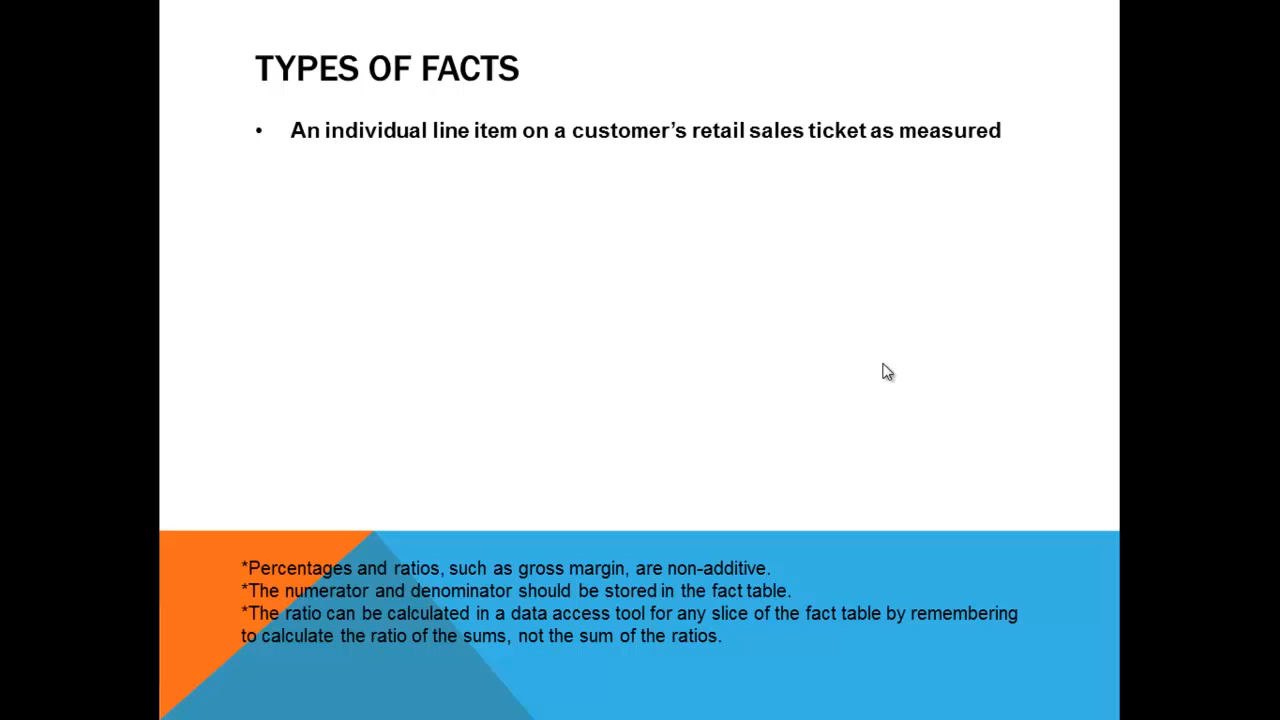 TYPES OF FACTS
• An individual line item on a customer’s retail sales ticket as measured
*Percentages and ratios, such as gross margin, are non-additive.
*The numerator and denominator should be stored in the fact table.
*The ratio can be calculated in a data access tool for any slice of the fact table by remembering
to calculate the ratio of the sums, not the sum of the ratios.